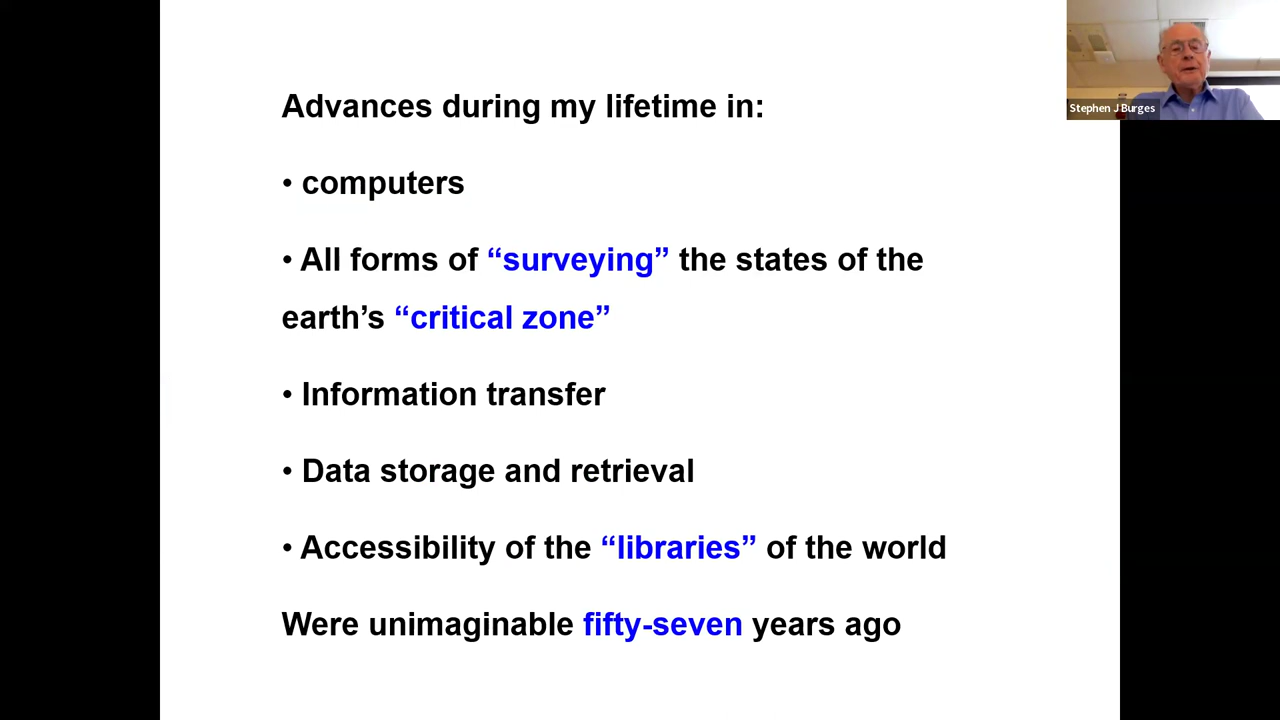 Advances during my lifetime in:
• computers
• All forms of “surveying” the states of the
earth’s “critical zone”
• Information transfer
• Data storage and retrieval
• Accessibility of the “libraries” of the world
Were unimaginable fifty-seven years ago
Stephen J Burges